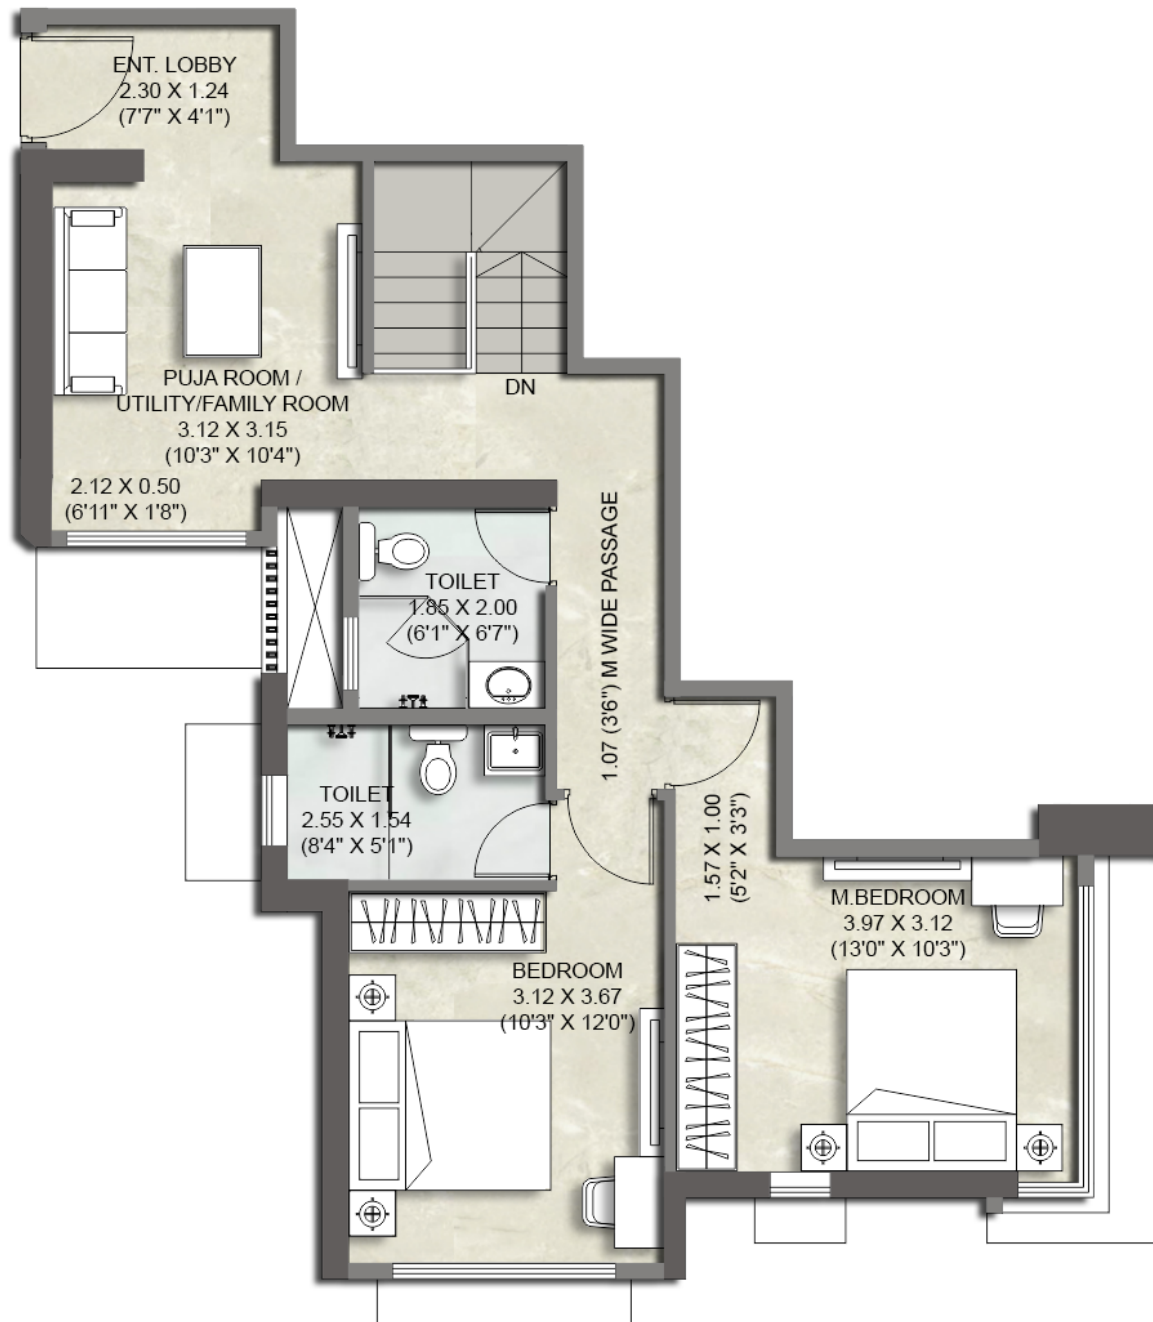 ENT. LOBBY
2.30 X 1.24
(7'7" X 4'1")
PUJA ROOM /
UTILITY/FAMILY ROOM
3.12 X 3.15
(10'3" X 10'4")
2.12 X 0.50
(6'11" X 1'8")
DN
1.07 (3'6") M WIDE PASSAGE
TOILET
1.85 X 2.00
(6'1" X 6'7")
TOILET
2.55 X 1.54
(8'4" X 5'1")
1.57 X 1.00
(5'2" X 3'3")
M.BEDROOM
3.97 X 3.12
(13'0" X 10'3")
BEDROOM
3.12 X 3.67
(10'3" X 12'0")